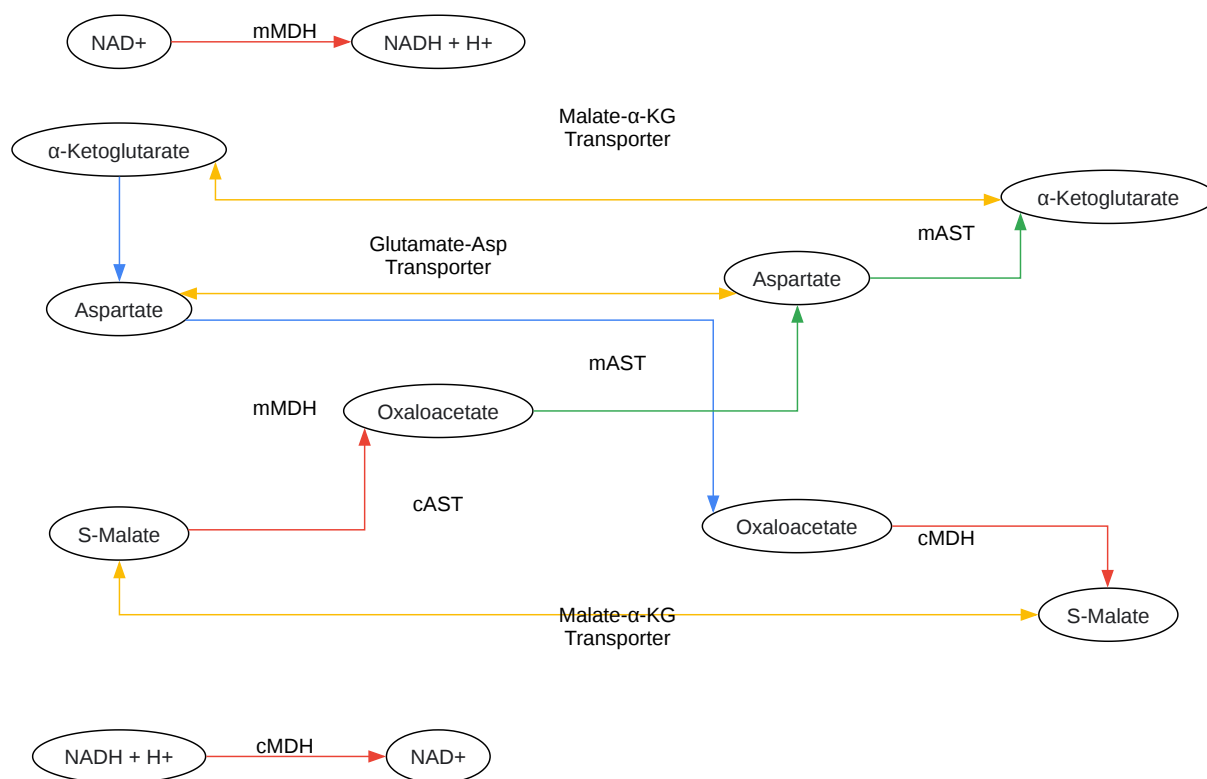 mMDH
NAD+
NADH + H+
Malate-α-KG
Transporter
α-Ketoglutarate
α-Ketoglutarate
mAST
Glutamate-Asp
Transporter
Aspartate
Aspartate
mAST
mMDH
Oxaloacetate
cAST
S-Malate
Oxaloacetate
cMDH
Malate-α-KG
Transporter
S-Malate
cMDH
NADH + H+
NAD+